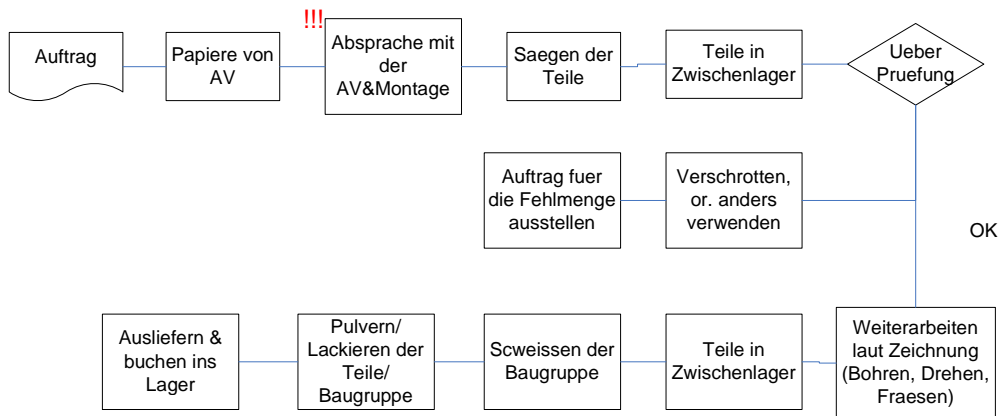 !!!
Auftrag
Papiere von
AV
Absprache mit
der
AV&Montage
Saegen der
Teile
Teile in
Zwischenlager
Ueber
Pruefung
Auftrag fuer
die Fehlmenge
ausstellen
Verschrotten,
or. anders
verwenden
OK
Ausliefern &
buchen ins
Lager
Pulvern/
Lackieren der
Teile/
Baugruppe
Scweissen der
Baugruppe
Teile in
Zwischenlager
Weiterarbeiten
laut Zeichnung
(Bohren, Drehen,
Fraesen)